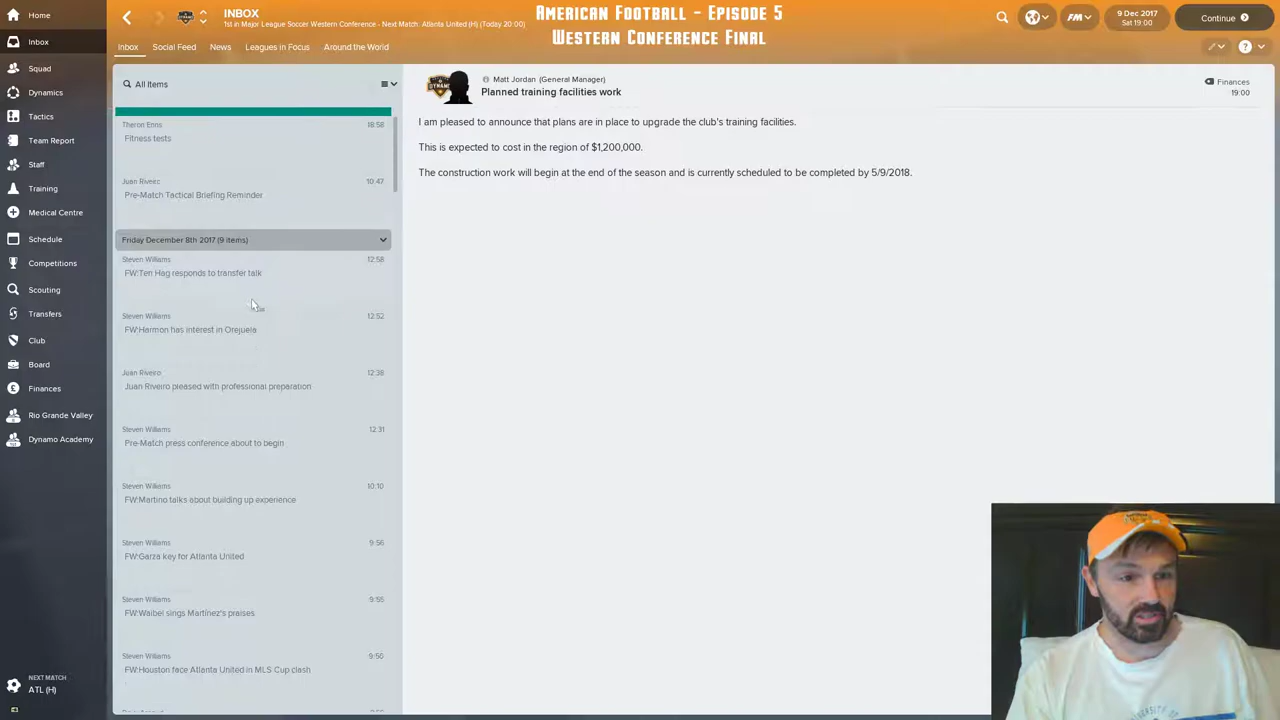 American Football - Episode 5
Western Conference Final
INBOX
1st in Major League Soccer Western Conference - Next Match: Atlanta United (H) (Today 20:00)
FM
9 Dec 2017
Sat 19:00
Continue
Inbox
Social Feed
News
Leagues in Focus
Around the World
Home
Inbox
Squad
Dynamics
Tactics
Team Report
Staff
Training
Medical Centre
Schedule
Competitions
Scouting
Transfers
Club
Board
Finances
Rio Grande Valley
Dynamo Academy
NEXT MATCH
ATL (H)
All Items
Theron Enns 18:58
Fitness tests
Juan Riveiro 10:47
Pre-Match Tactical Briefing Reminder
Friday December 8th 2017 (9 items)
Steven Williams 12:58
FW:Ten Hag responds to transfer talk
Steven Williams 12:52
FW:Harmon has interest in Orejuela
Juan Riveiro 12:38
Juan Riveiro pleased with professional preparation
Steven Williams 12:31
Pre-Match press conference about to begin
Steven Williams 10:10
FW:Martino talks about building up experience
Steven Williams 9:56
FW:Garza key for Atlanta United
Steven Williams 9:55
FW:Waibel sings Martinez's praises
Steven Williams 9:50
FW:Houston face Atlanta United in MLS Cup clash
Matt Jordan (General Manager)
Planned training facilities work
Finances
19:00
I am pleased to announce that plans are in place to upgrade the club's training facilities.
This is expected to cost in the region of $1,200,000.
The construction work will begin at the end of the season and is currently scheduled to be completed by 5/9/2018.